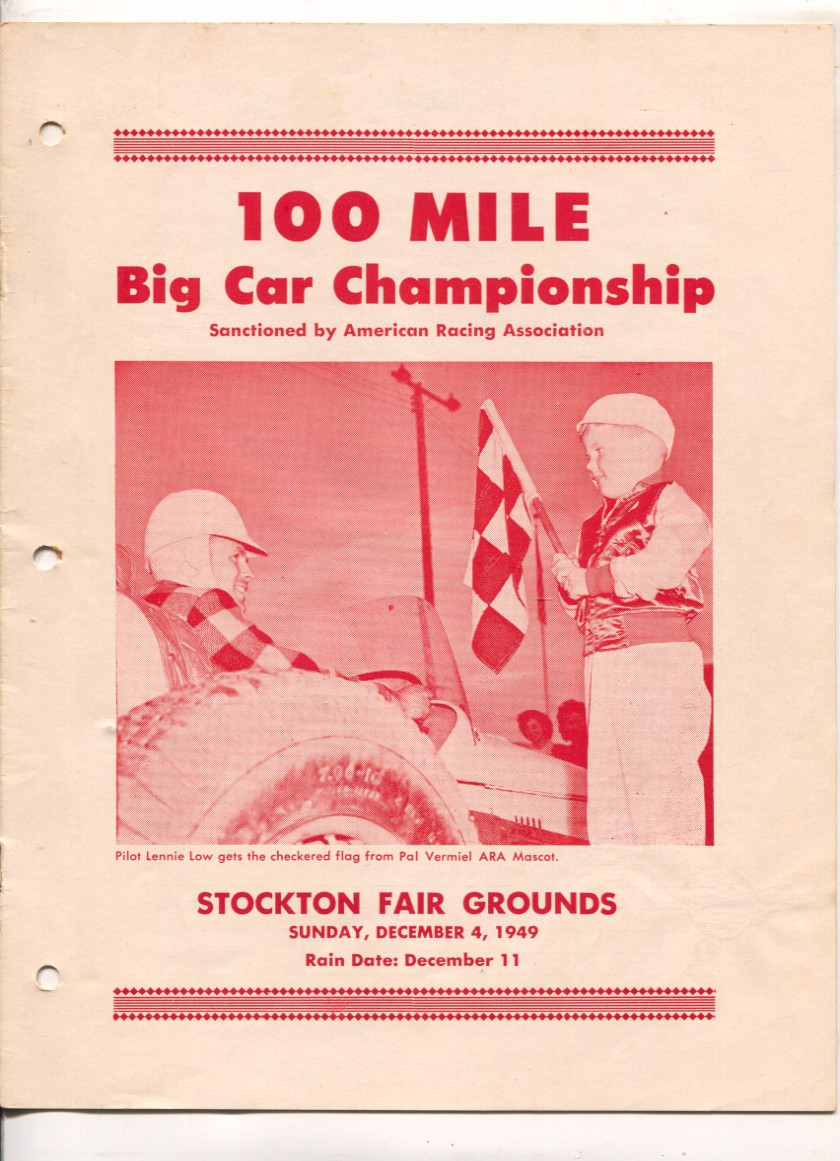 100 MILE
Big Car Championship
Sanctioned by American Racing Association
Pilot Lennie Low gets the checkered flag from Pal Vermiel ARA Mascot.
STOCKTON FAIR GROUNDS
SUNDAY, DECEMBER 4, 1949
Rain Date: December 11